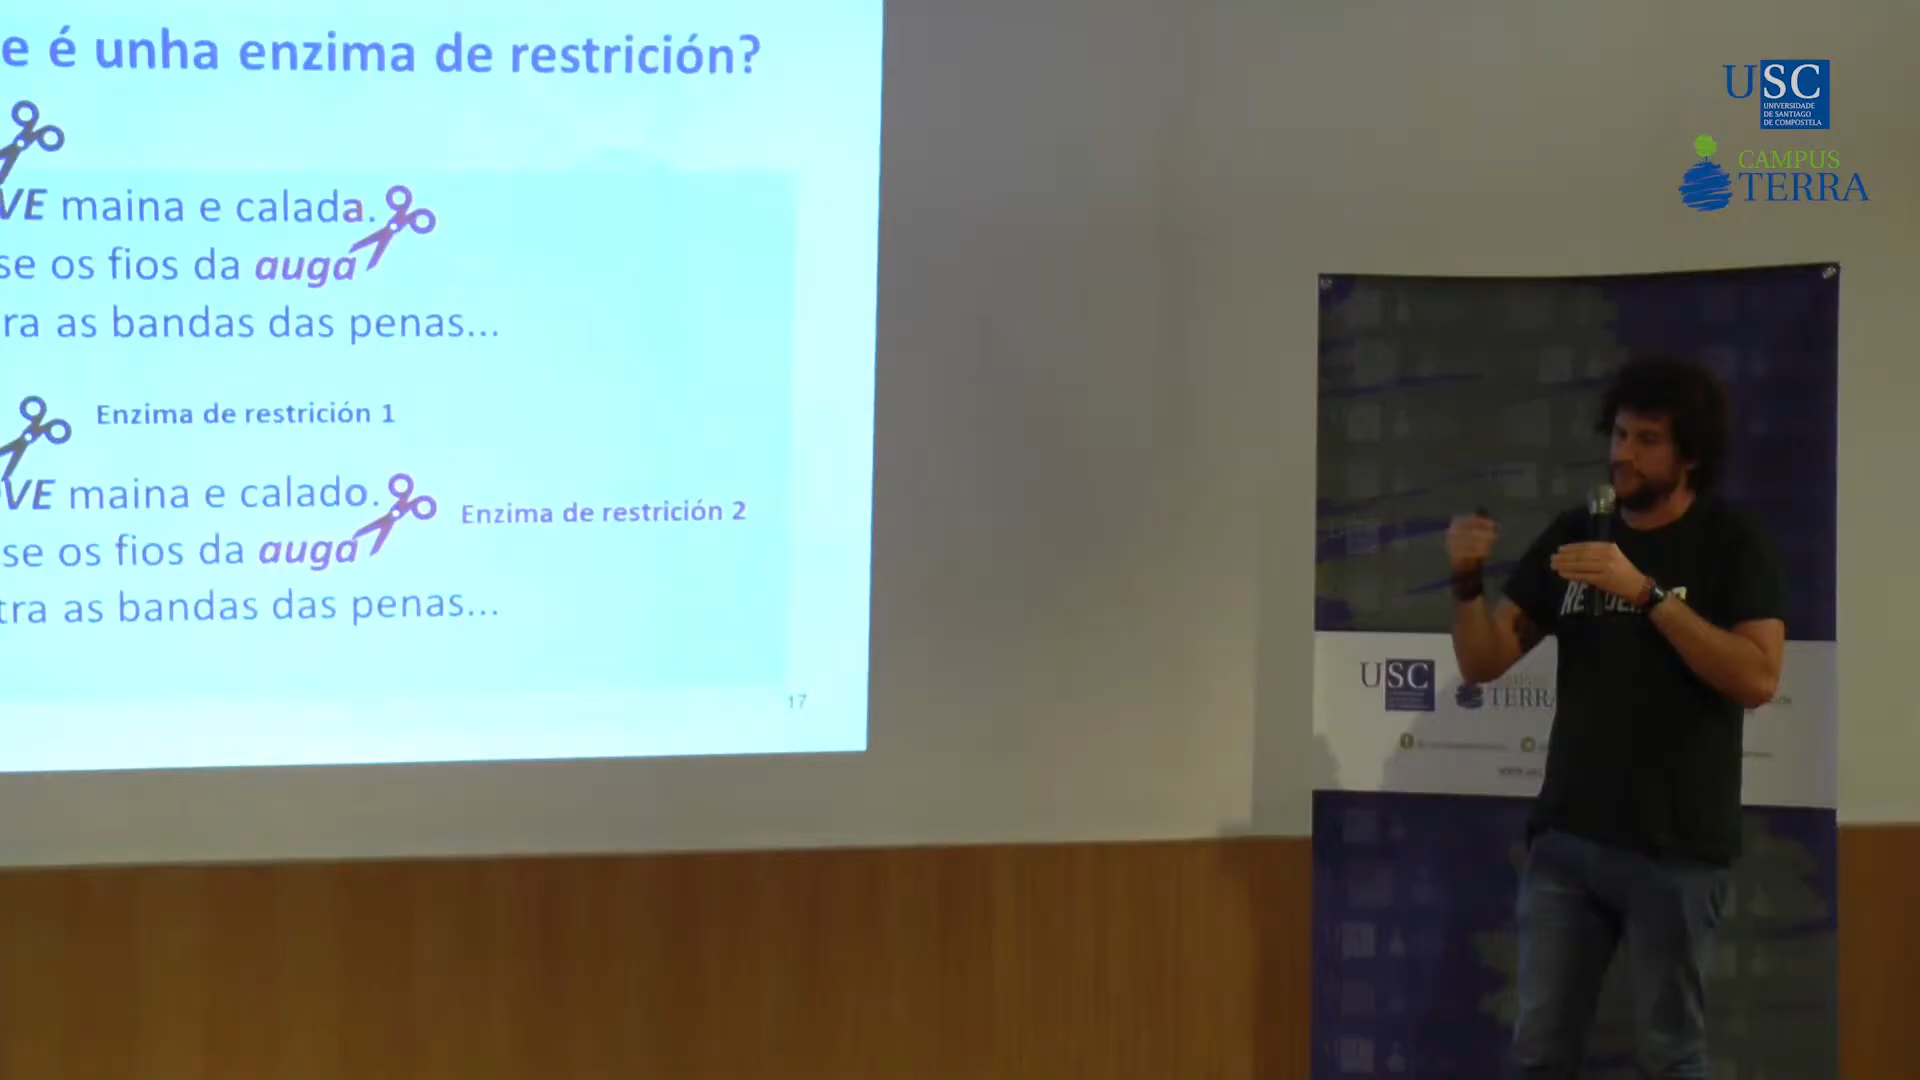 e é unha enzima de restrición?
VE maina e calada.
se os fios da auga
ra as bandas das penas...
Enzima de restrición 1
VE maina e calado.
Enzima de restrición 2
se os fios da auga
tra as bandas das penas...
17
USC
UNIVERSIDADE
DE SANTIAGO
DE COMPOSTELA
CAMPUS
TERRA
USC
TERRA